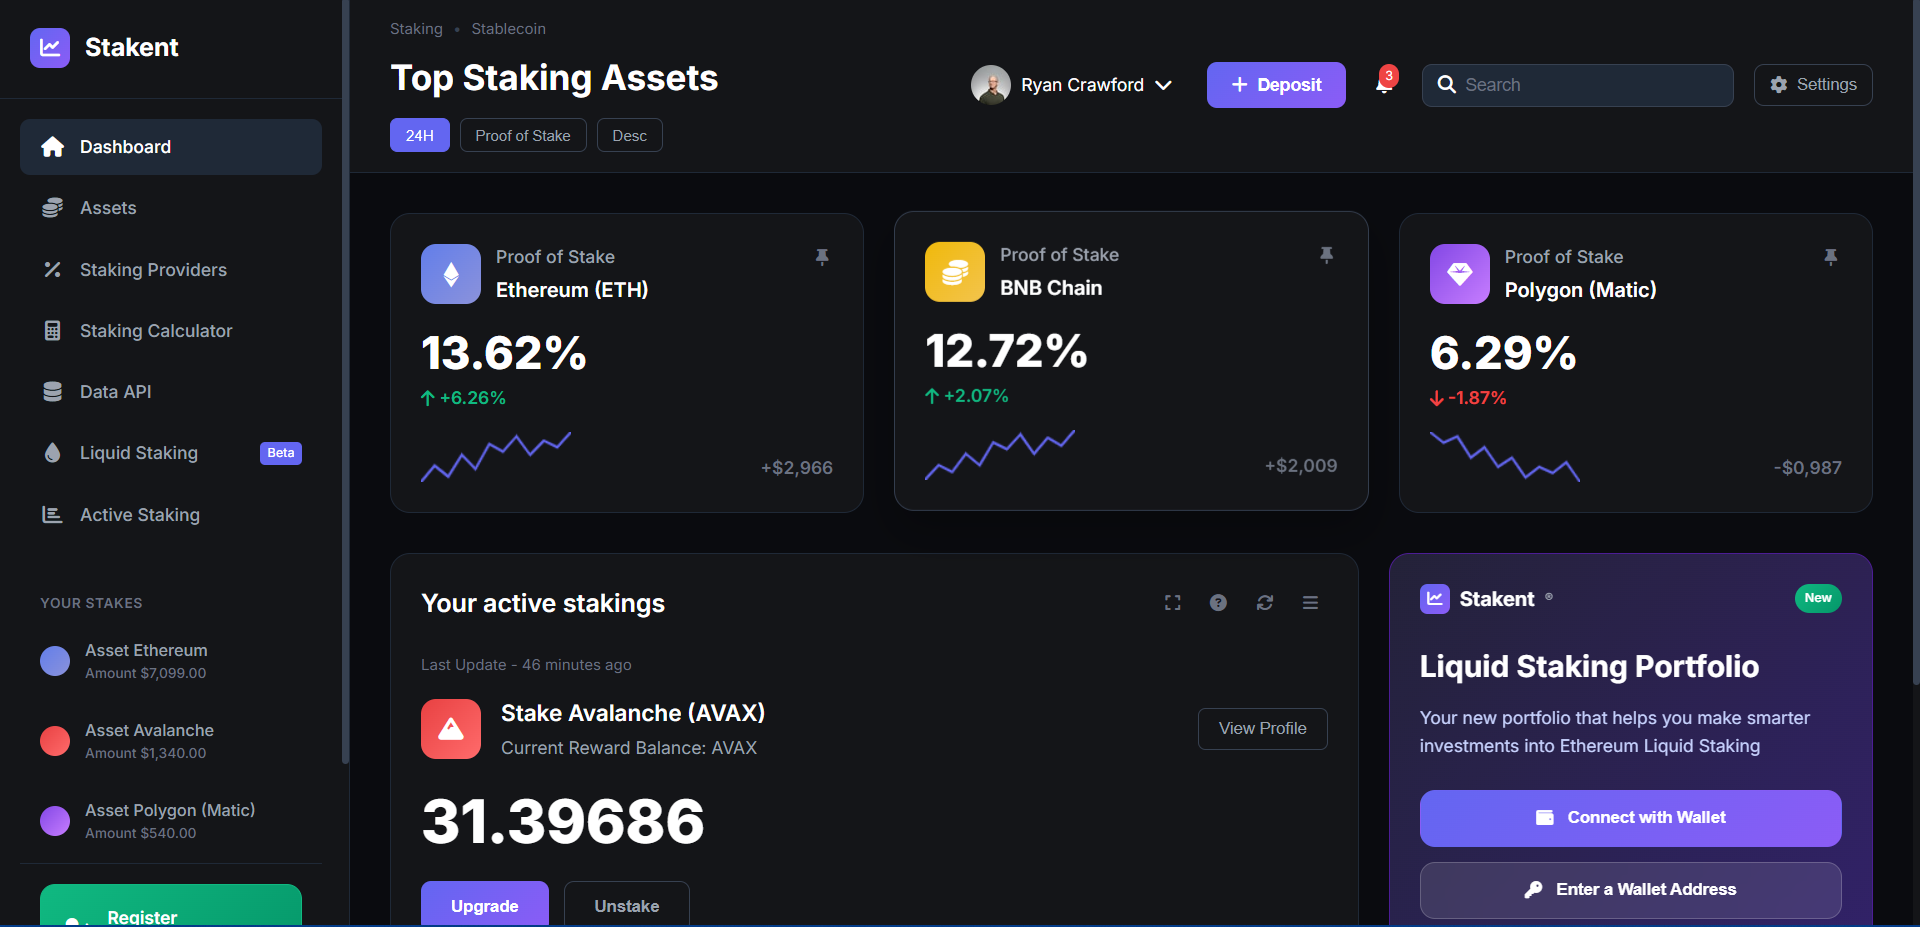 Stakent
Dashboard
Assets
Staking Providers
Staking Calculator
Data API
Liquid Staking Beta
Active Staking
YOUR STAKES
Asset Ethereum
Amount $7,099.00
Asset Avalanche
Amount $1,340.00
Asset Polygon (Matic)
Amount $540.00
Register
Staking • Stablecoin
Top Staking Assets
24H Proof of Stake Desc
Ryan Crawford
+ Deposit
3
Search
Settings
Proof of Stake
Ethereum (ETH)
13.62%
+6.26%
+$2,966
Proof of Stake
BNB Chain
12.72%
+2.07%
+$2,009
Proof of Stake
Polygon (Matic)
6.29%
-1.87%
-$0,987
Your active stakings
Last Update - 46 minutes ago
Stake Avalanche (AVAX)
Current Reward Balance: AVAX
View Profile
31.39686
Upgrade
Unstake
Stakent ®
New
Liquid Staking Portfolio
Your new portfolio that helps you make smarter
investments into Ethereum Liquid Staking
Connect with Wallet
Enter a Wallet Address